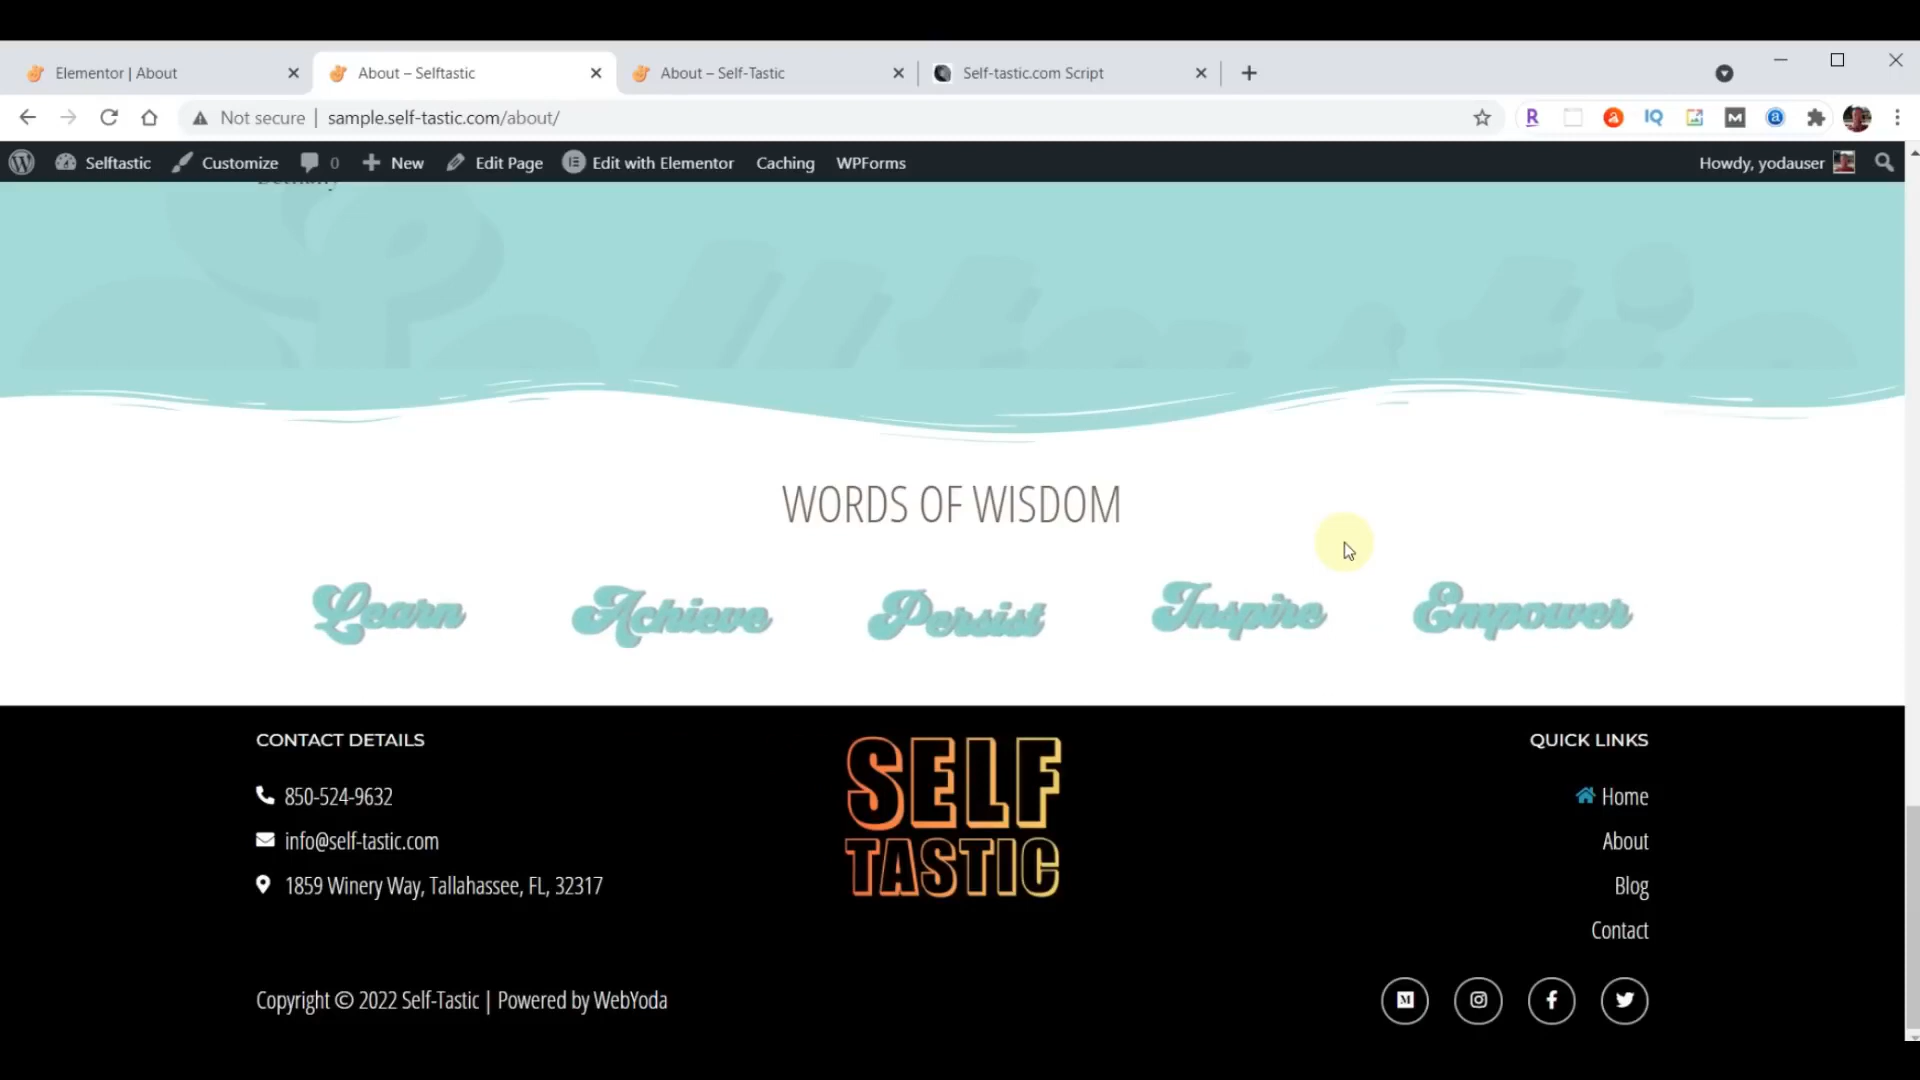 Elementor | About
About – Selftastic
About – Self-Tastic
Self-tastic.com Script
Not secure | sample.self-tastic.com/about/
Selftastic
Customize
0
New
Edit Page
Edit with Elementor
Caching
WPForms
Howdy, yodauser
WORDS OF WISDOM
Learn
Achieve
Persist
Inspire
Empower
CONTACT DETAILS
850-524-9632
info@self-tastic.com
1859 Winery Way, Tallahassee, FL, 32317
SELF
TASTIC
QUICK LINKS
Home
About
Blog
Contact
Copyright © 2022 Self-Tastic | Powered by WebYoda